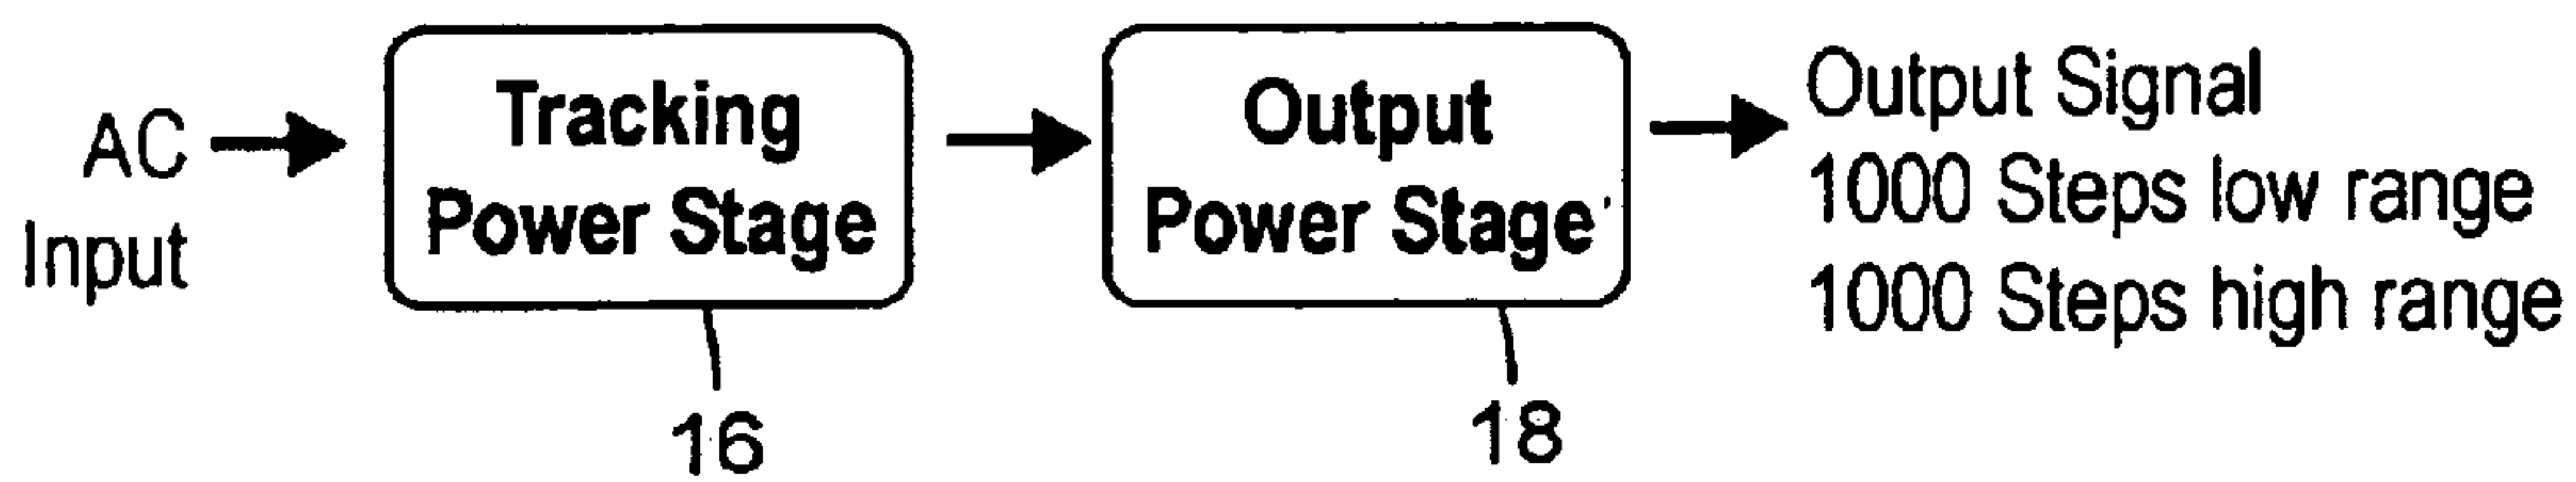 AC
Input
Tracking
Power Stage
Output
Power Stage
Output Signal
1000 Steps low range
1000 Steps high range
16
18